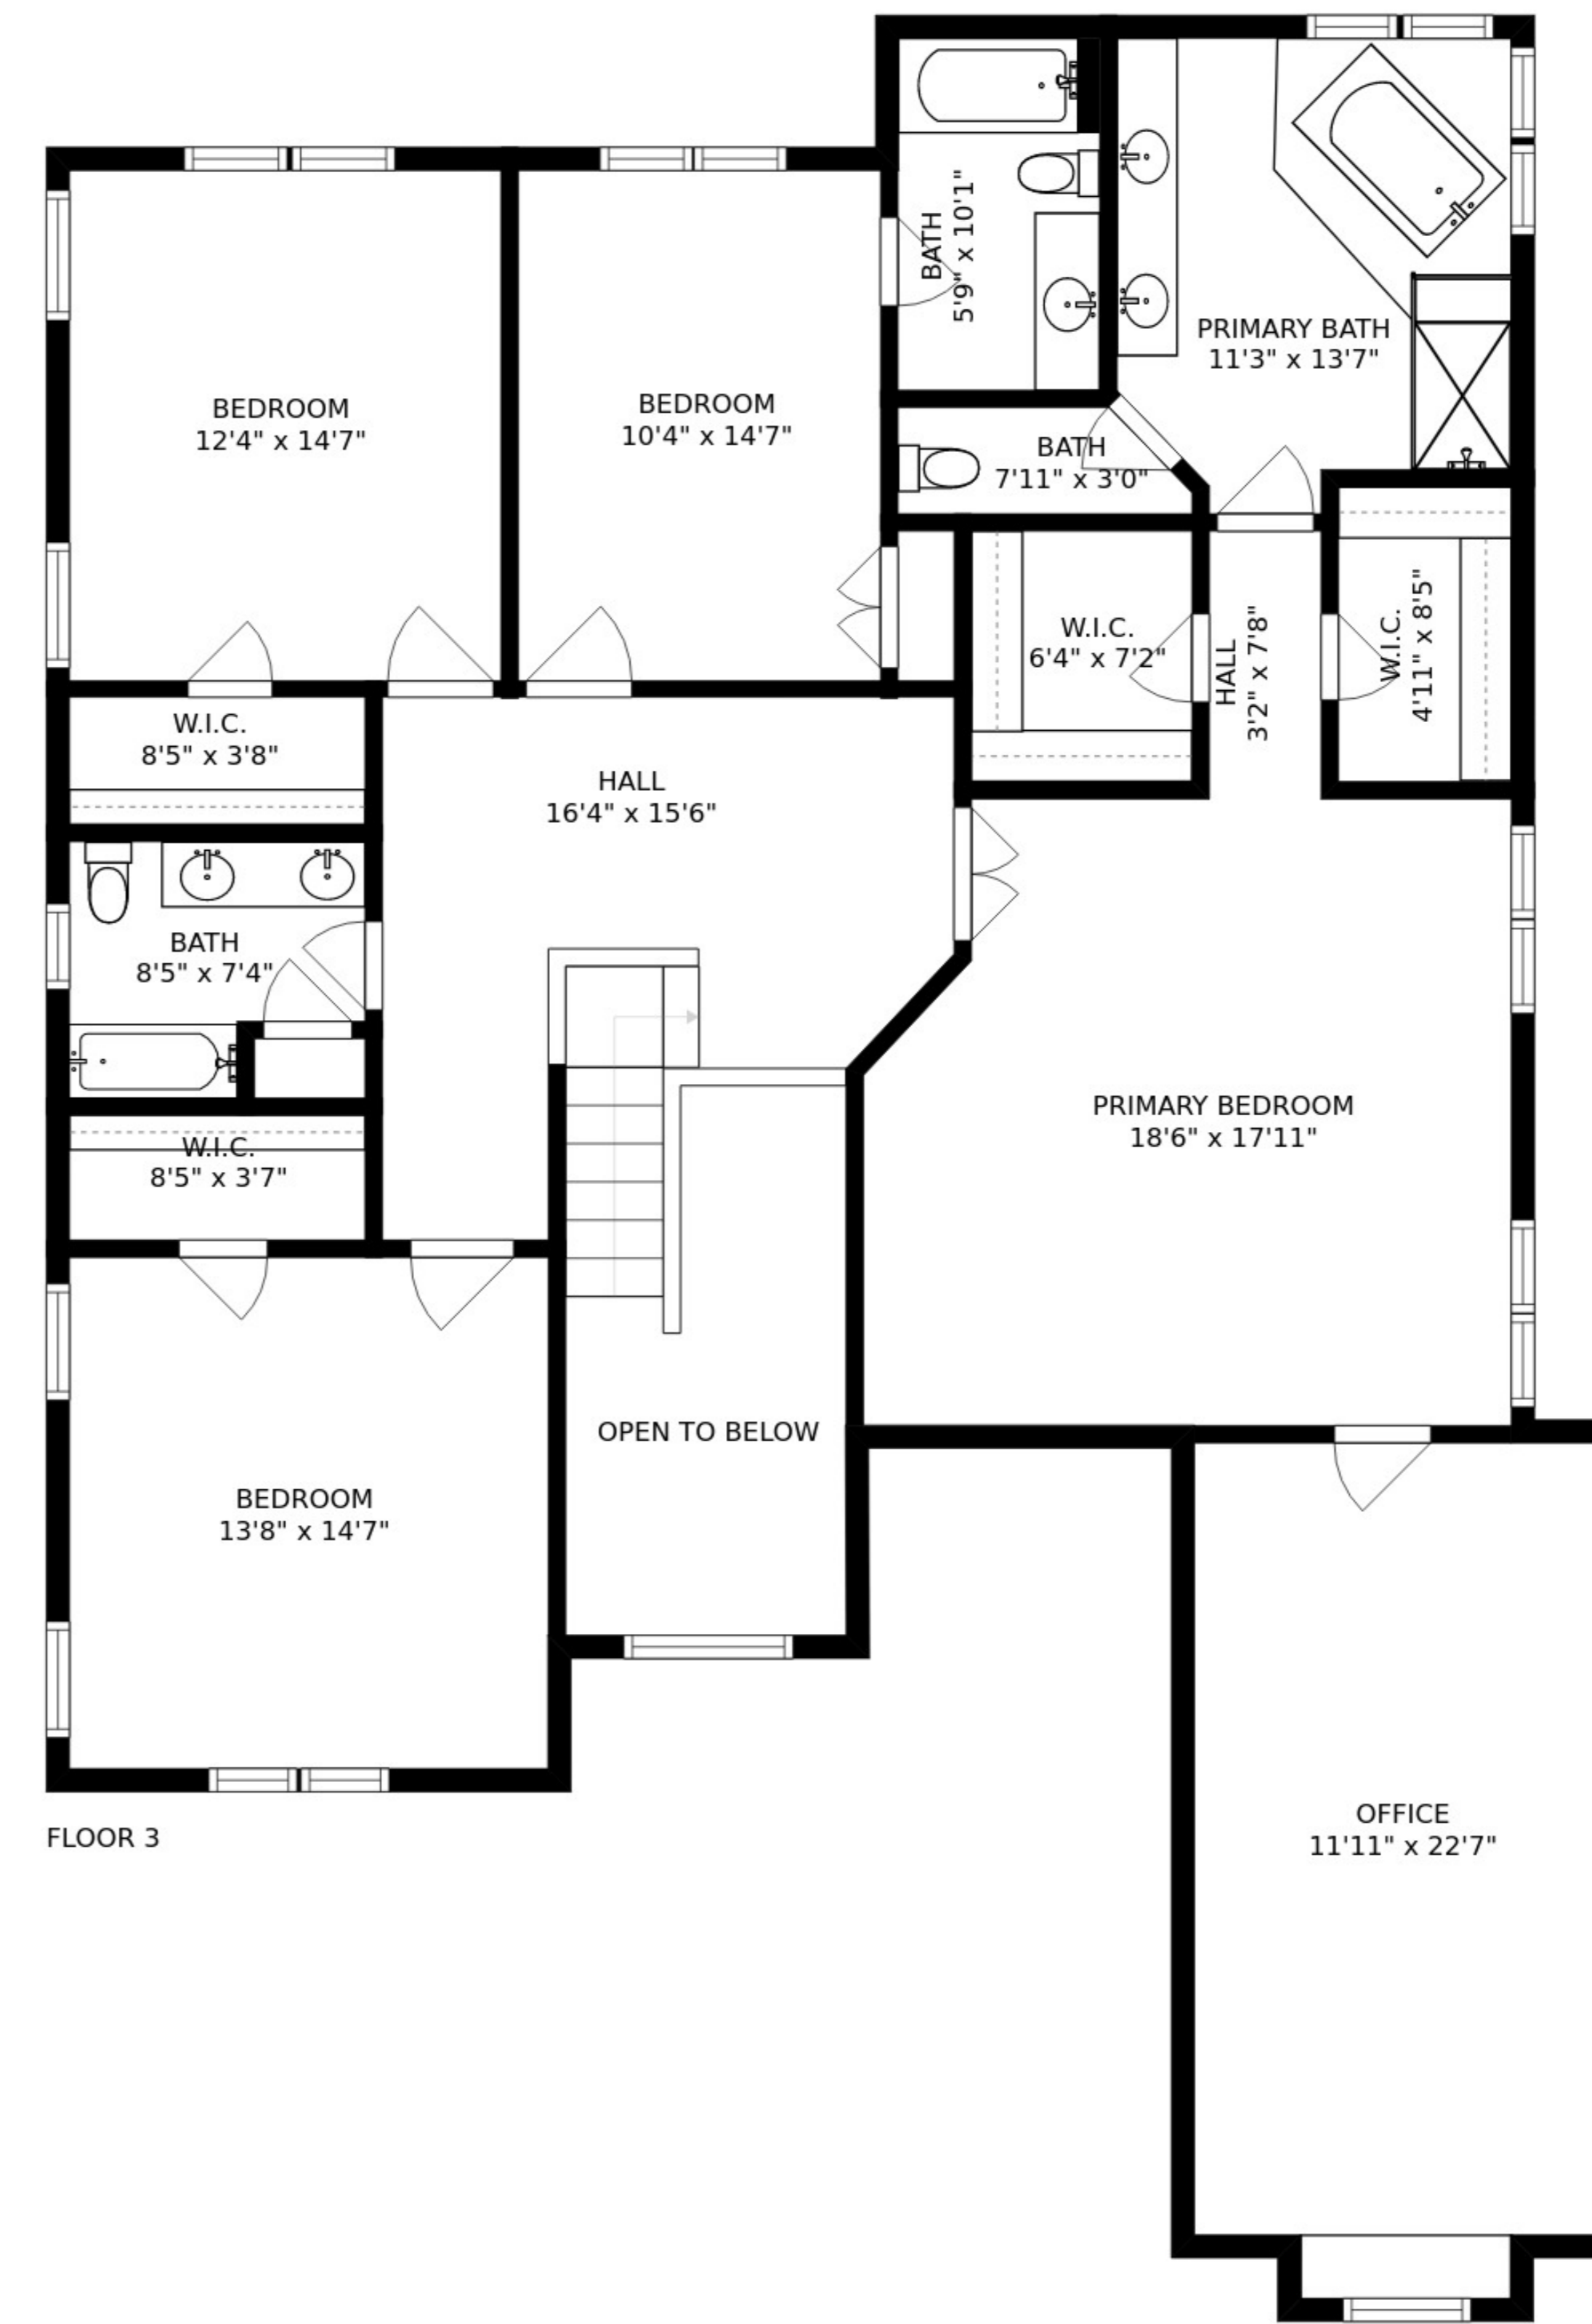 BATH
5'9" x 10'1"
PRIMARY BATH
11'3" x 13'7"
BEDROOM
12'4" x 14'7"
BEDROOM
10'4" x 14'7"
BATH
7'11" x 3'0"
W.I.C.
6'4" x 7'2"
HALL
3'2" x 7'8"
W.I.C.
4'11" x 8'5"
W.I.C.
8'5" x 3'8"
HALL
16'4" x 15'6"
BATH
8'5" x 7'4"
PRIMARY BEDROOM
18'6" x 17'11"
W.I.C.
8'5" x 3'7"
OPEN TO BELOW
BEDROOM
13'8" x 14'7"
OFFICE
11'11" x 22'7"
FLOOR 3